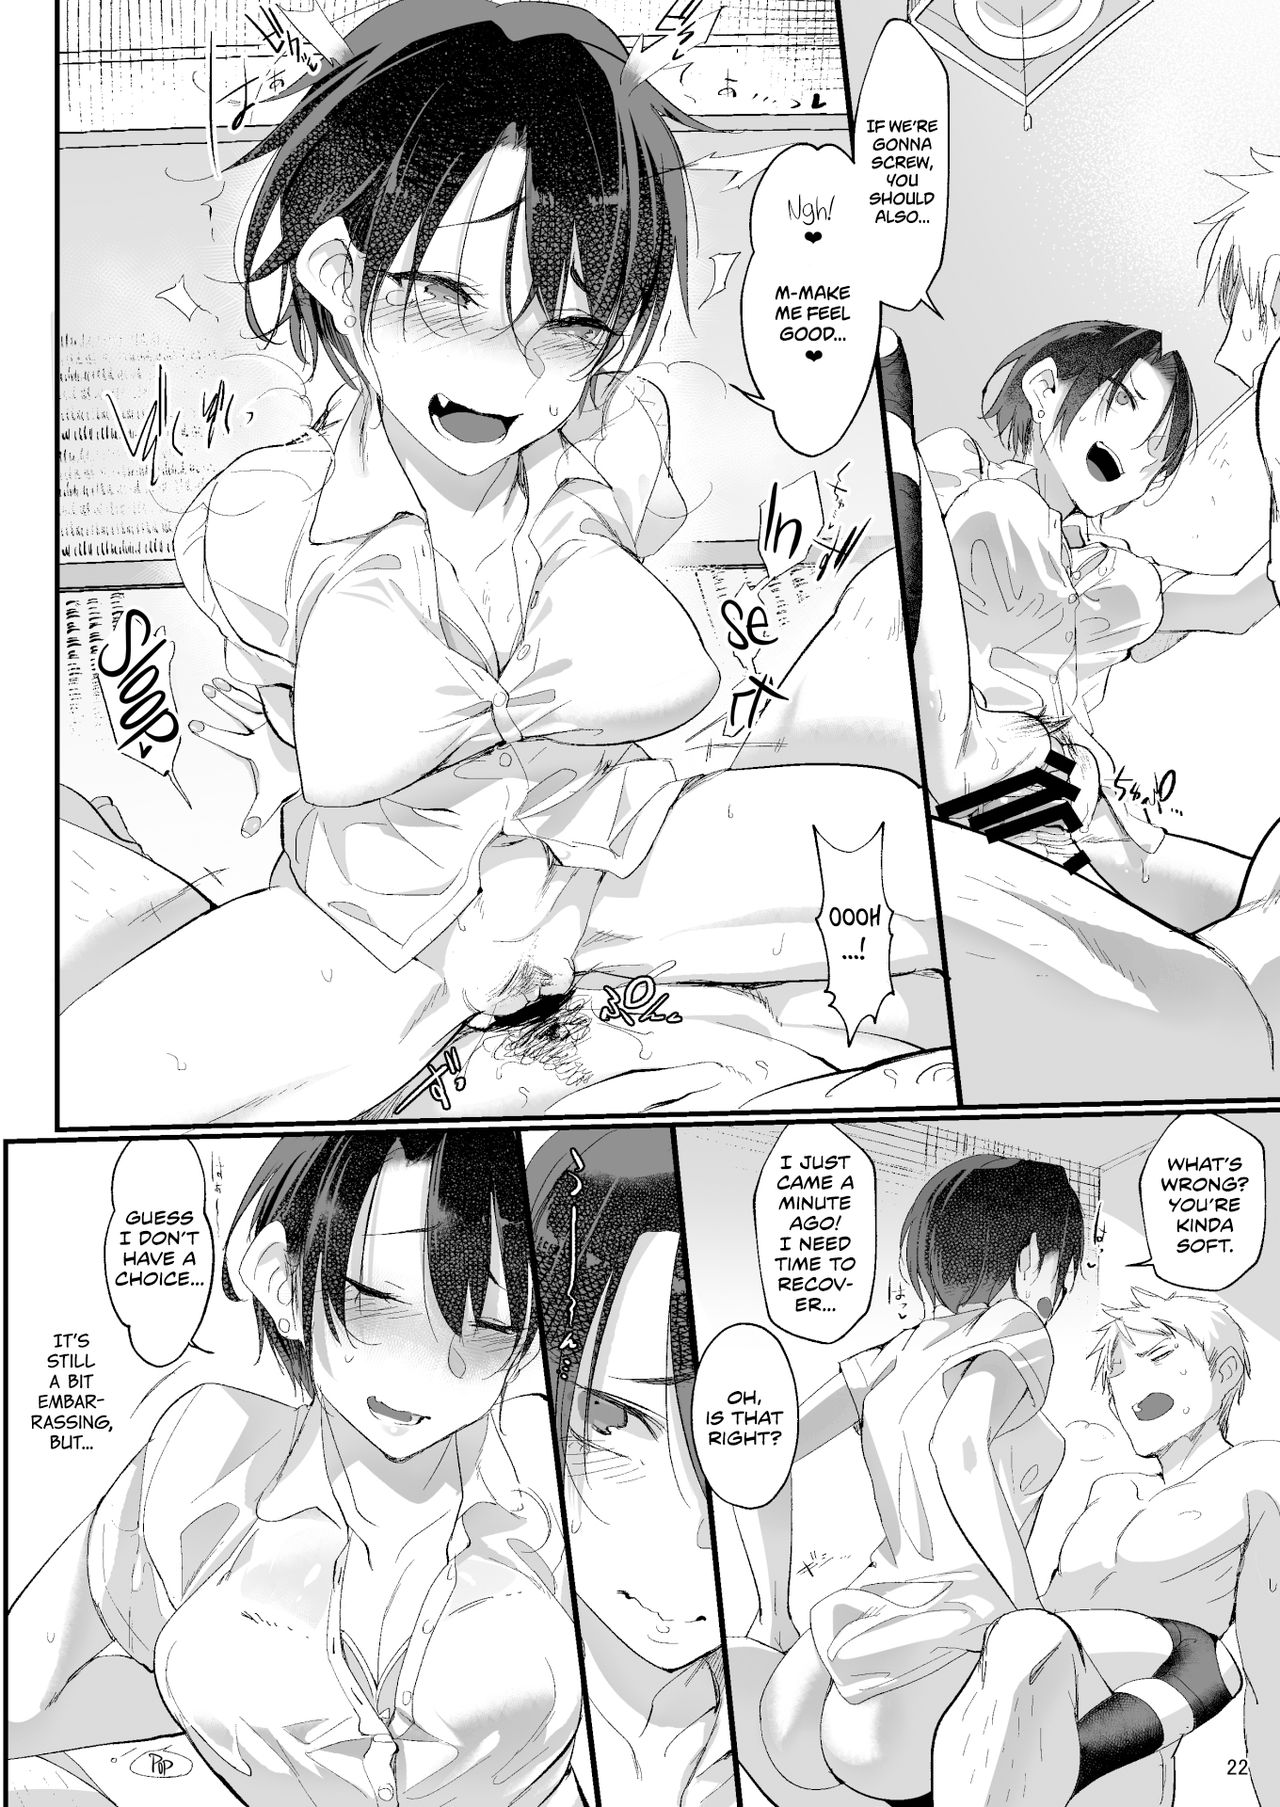 IF WE'RE
GONNA
SCREW,
YOU
SHOULD
ALSO...
Ngh!
♥
M-MAKE
ME FEEL
GOOD...
♥
In
se
rt
Sloop
OOOH
...!
WHAT'S
WRONG?
YOU'RE
KINDA
SOFT.
I JUST
CAME A
MINUTE
AGO!
I NEED
TIME TO
RECOV-
ER...
OH,
IS THAT
RIGHT?
GUESS
I DON'T
HAVE A
CHOICE...
IT'S
STILL
A BIT
EMBAR-
RASSING,
BUT...
POP
22